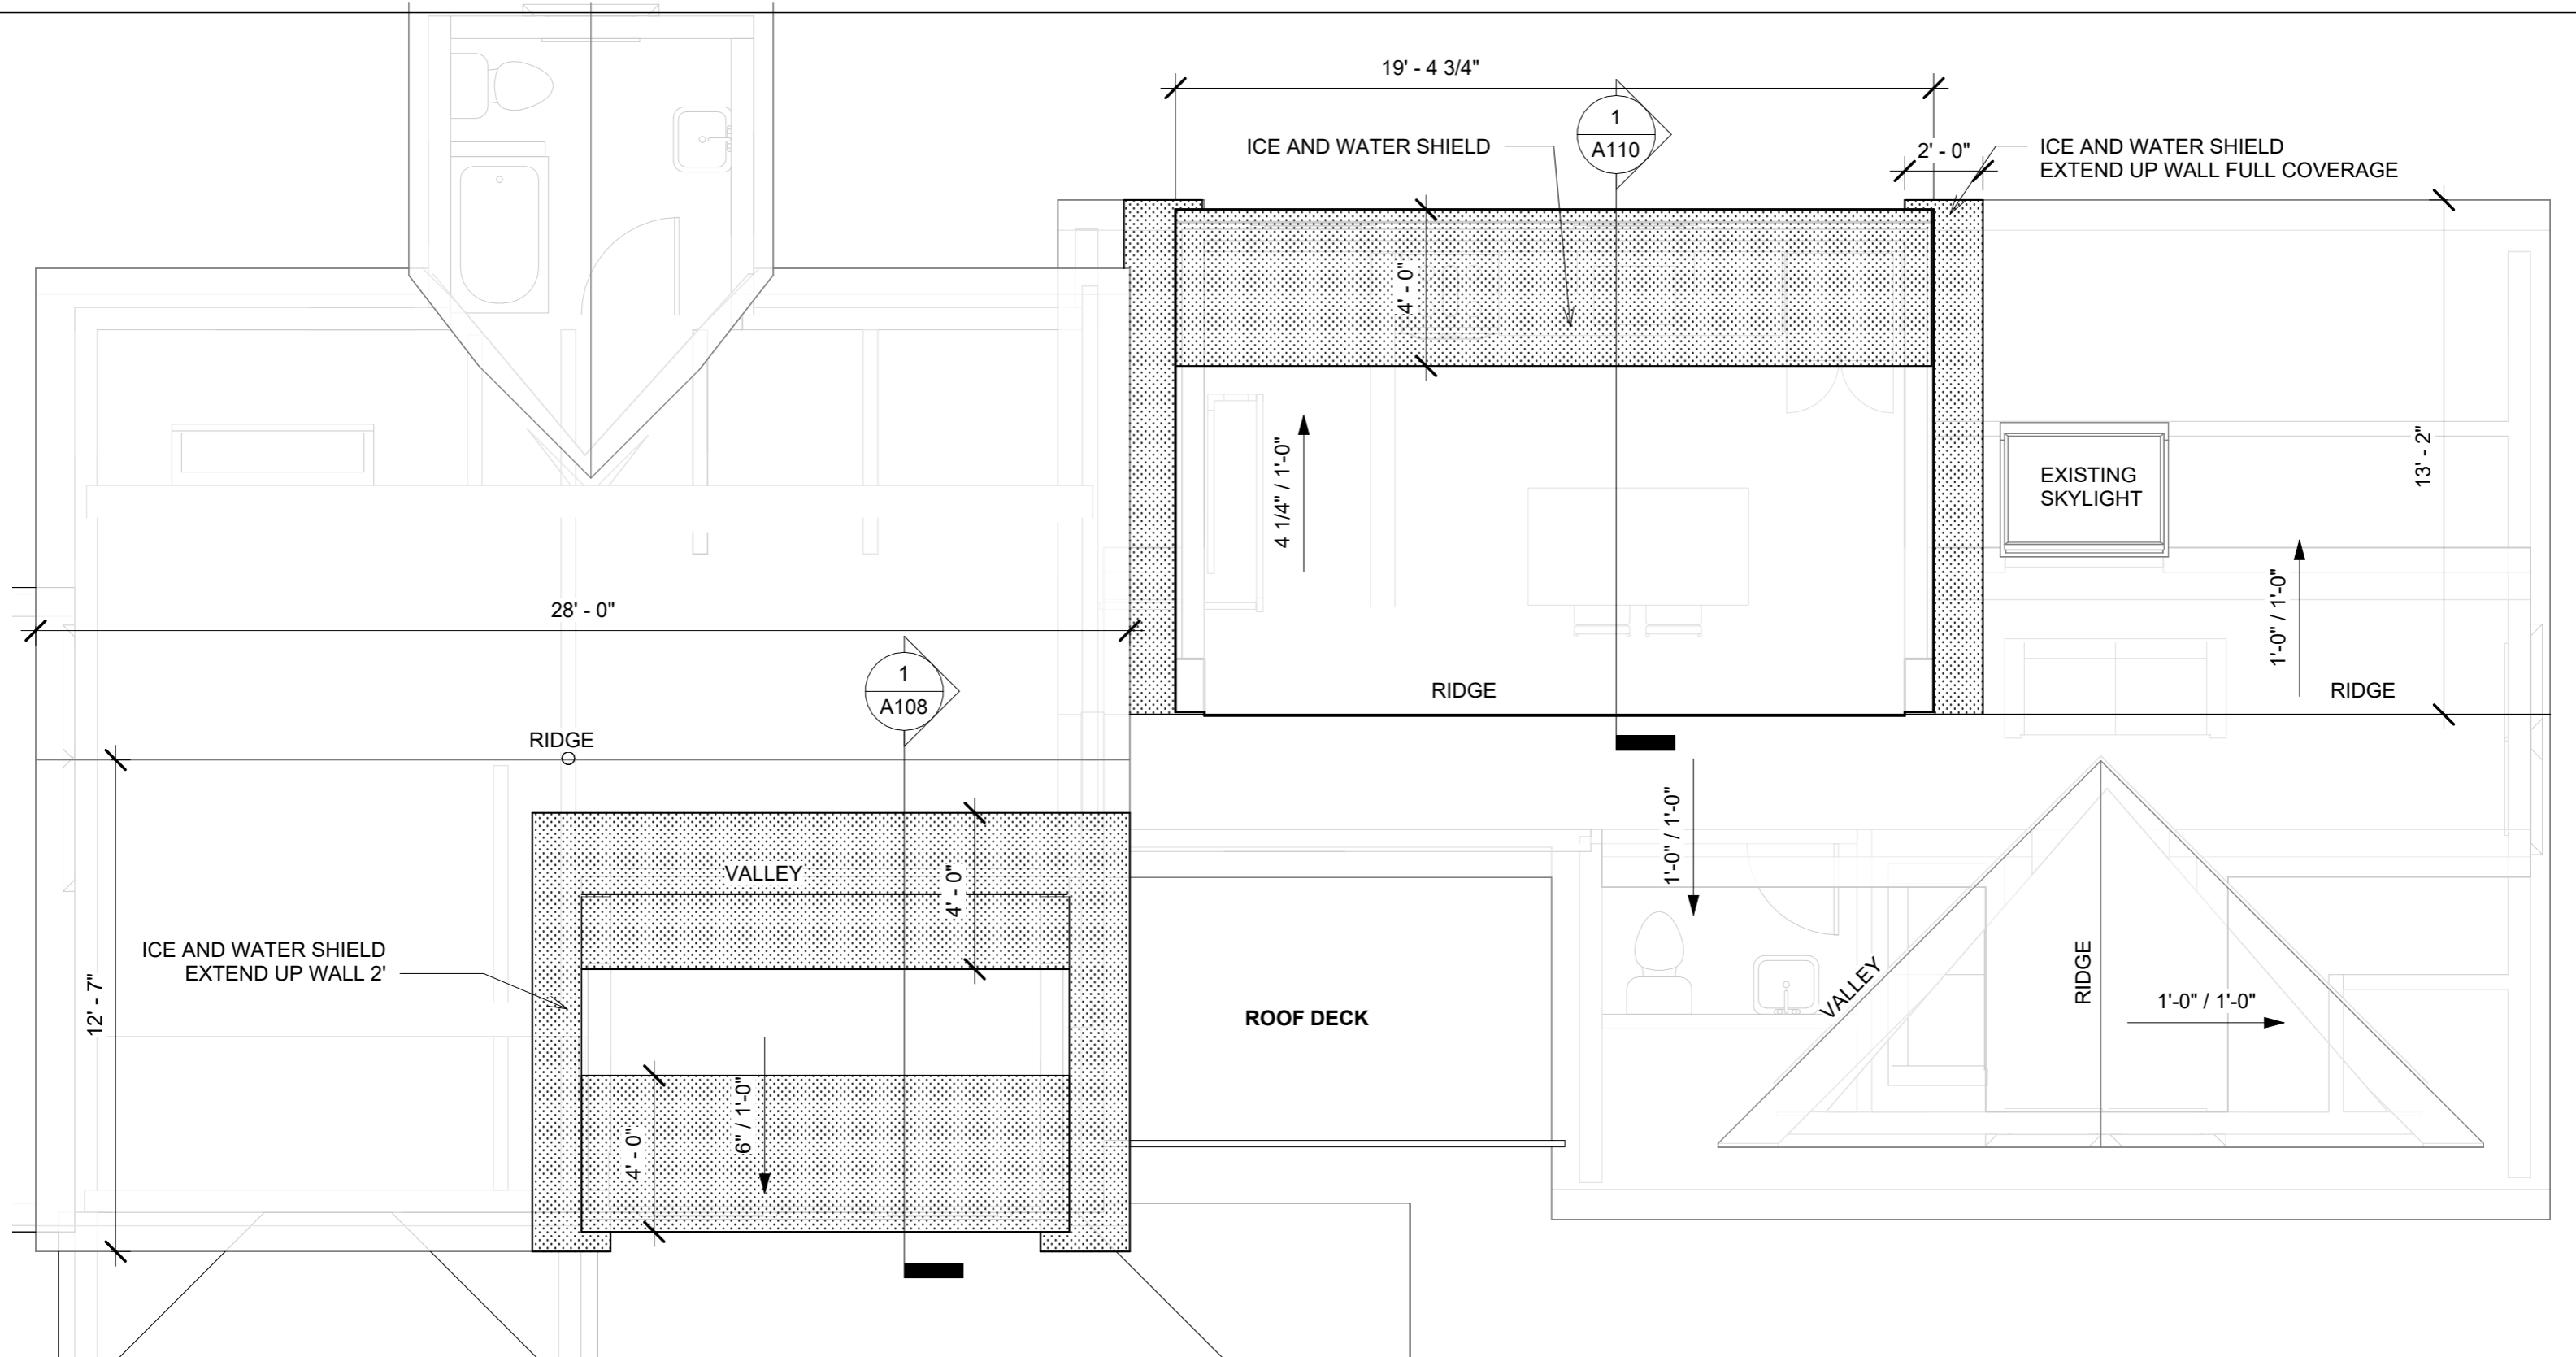 19' - 4 3/4"
1
A110
ICE AND WATER SHIELD
2' - 0"
ICE AND WATER SHIELD
EXTEND UP WALL FULL COVERAGE
4' - 0"
13' - 2"
4 1/4" / 1'-0"
EXISTING
SKYLIGHT
1'-0" / 1'-0"
28' - 0"
1
A108
RIDGE
RIDGE
RIDGE
1'-0" / 1'-0"
VALLEY
4' - 0"
ICE AND WATER SHIELD
EXTEND UP WALL 2'
12' - 7"
ROOF DECK
VALLEY
RIDGE
1'-0" / 1'-0"
6" / 1'-0"
4' - 0"